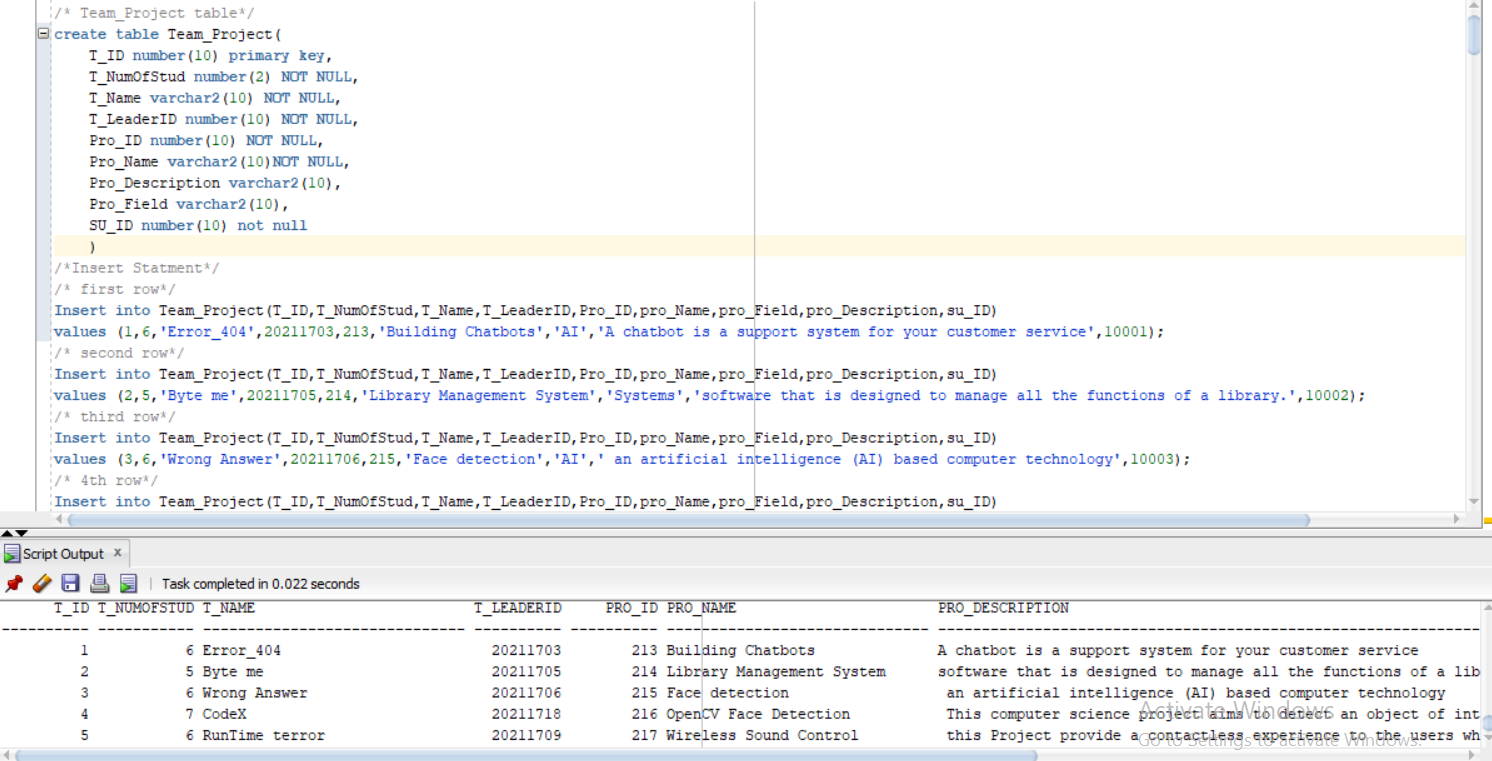 /* Team_Project table*/
create table Team_Project(
T_ID number(10) primary key,
T_NumOfStud number(2) NOT NULL,
T_Name varchar2(10) NOT NULL,
T_LeaderID number(10) NOT NULL,
Pro_ID number(10) NOT NULL,
Pro_Name varchar2(10)NOT NULL,
Pro_Description varchar2(10),
Pro_Field varchar2(10),
SU_ID number(10) not null
)
/*Insert Statment*/
/* first row*/
Insert into Team_Project(T_ID,T_NumOfStud,T_Name,T_LeaderID,Pro_ID,pro_Name,pro_Field,pro_Description,su_ID)
values (1,6,'Error_404',20211703,213,'Building Chatbots','AI','A chatbot is a support system for your customer service',10001);
/* second row*/
Insert into Team_Project(T_ID,T_NumOfStud,T_Name,T_LeaderID,Pro_ID,pro_Name,pro_Field,pro_Description,su_ID)
values (2,5,'Byte me',20211705,214,'Library Management System','Systems','software that is designed to manage all the functions of a library.',10002);
/* third row*/
Insert into Team_Project(T_ID,T_NumOfStud,T_Name,T_LeaderID,Pro_ID,pro_Name,pro_Field,pro_Description,su_ID)
values (3,6,'Wrong Answer',20211706,215,'Face detection','AI',' an artificial intelligence (AI) based computer technology',10003);
/* 4th row*/
Insert into Team_Project(T_ID,T_NumOfStud,T_Name,T_LeaderID,Pro_ID,pro_Name,pro_Field,pro_Description,su_ID)
Script Output x
Task completed in 0.022 seconds
T_ID T_NUMOFSTUD T_NAME T_LEADERID PRO_ID PRO_NAME PRO_DESCRIPTION
1 6 Error_404 20211703 213 Building Chatbots A chatbot is a support system for your customer service
2 5 Byte me 20211705 214 Library Management System software that is designed to manage all the functions of a lib
3 6 Wrong Answer 20211706 215 Face detection an artificial intelligence (AI) based computer technology
4 7 CodeX 20211718 216 OpenCV Face Detection This computer science project aims to detect an object of int
5 6 RunTime terror 20211709 217 Wireless Sound Control this Project provide a contactless experience to the users wh
Activate Windows
Go to Settings to activate Windows.